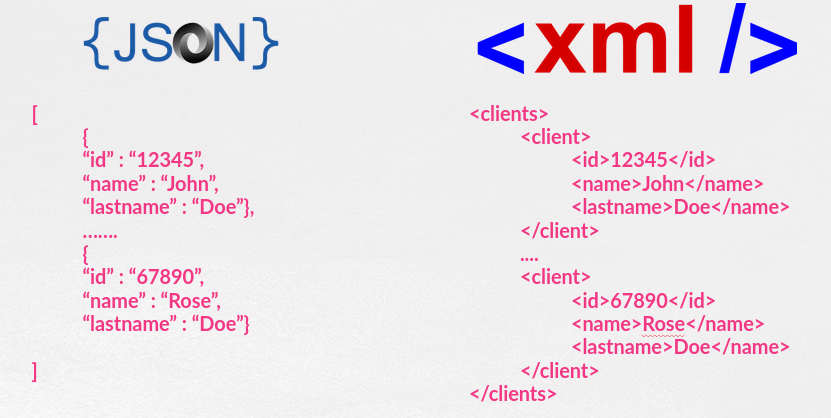 {JSON}
[
{
“id” : “12345”,
“name” : “John”,
“lastname” : “Doe”},
.......
{
“id” : “67890”,
“name” : “Rose”,
“lastname” : “Doe”}
]
<xml />
<clients>
<client>
<id>12345</id>
<name>John</name>
<lastname>Doe</name>
</client>
....
<client>
<id>67890</id>
<name>Rose</name>
<lastname>Doe</name>
</client>
</clients>